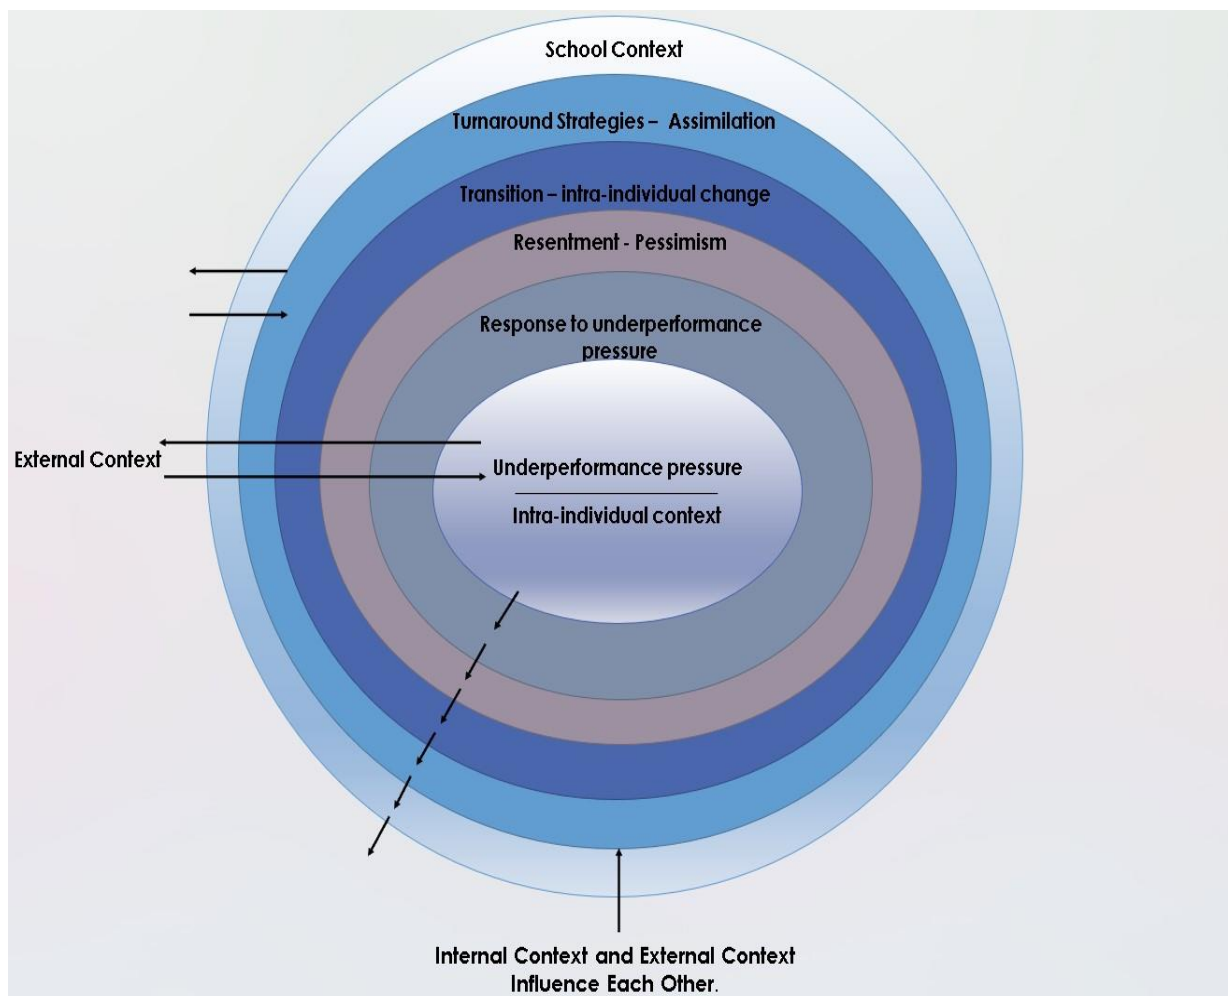 School Context
Turnaround Strategies – Assimilation
Transition – intra-individual change
Resentment - Pessimism
Response to underperformance
pressure
External Context
Underperformance pressure
Intra-individual context
Internal Context and External Context
Influence Each Other.